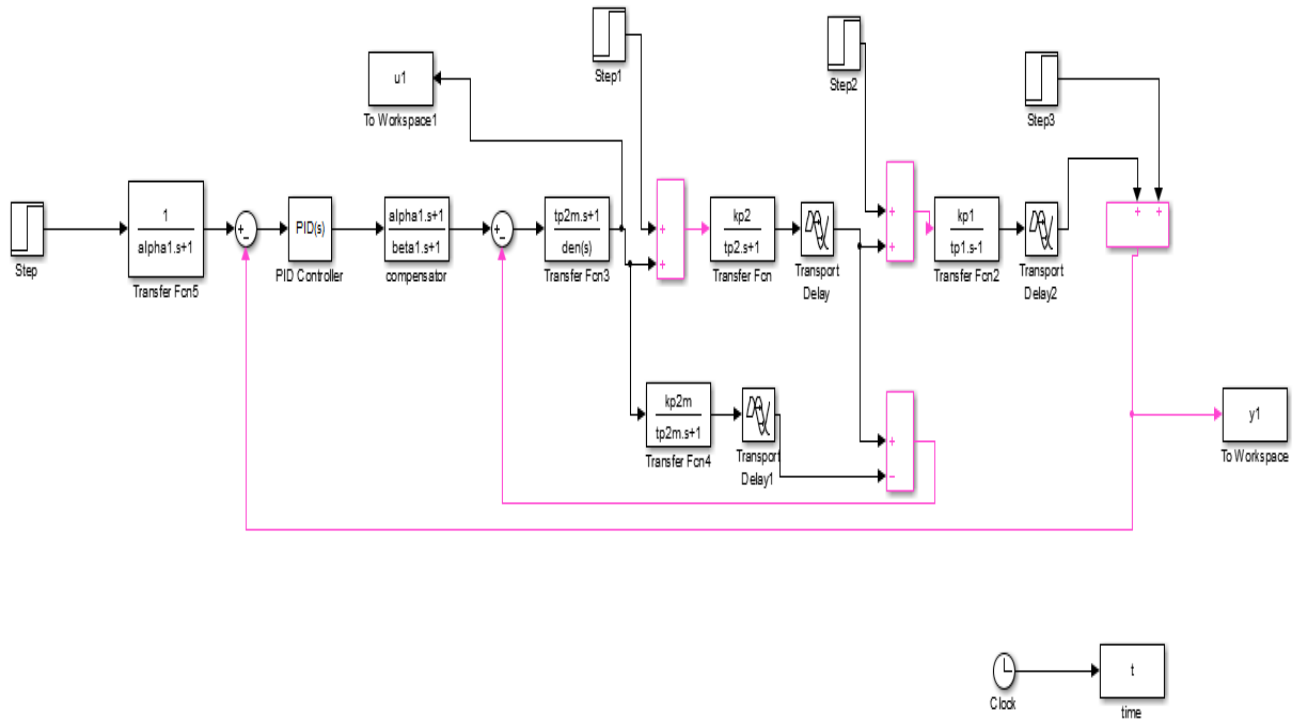 Step1
Step2
Step3
u1
To Workspace1
Step
1
alpha1.s+1
Transfer Fcn5
+
−
PID(s)
PID Controller
alpha1.s+1
beta1.s+1
compensator
+
−
tp2m.s+1
den(s)
Transfer Fcn3
+
+
kp2
tp2.s+1
Transfer Fcn
Transport
Delay
+
+
kp1
tp1.s-1
Transfer Fcn2
Transport
Delay2
+ +
kp2m
tp2m.s+1
Transfer Fcn4
Transport
Delay1
+
−
y1
To Workspace
Clock
t
time